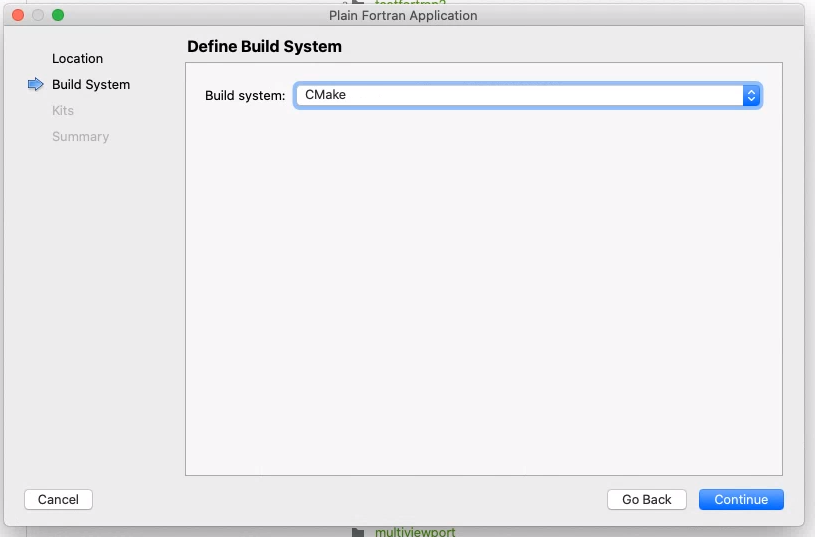 Plain Fortran Application
Location
Build System
Kits
Summary
Define Build System
Build system: CMake
Cancel
Go Back
Continue
multiviewport